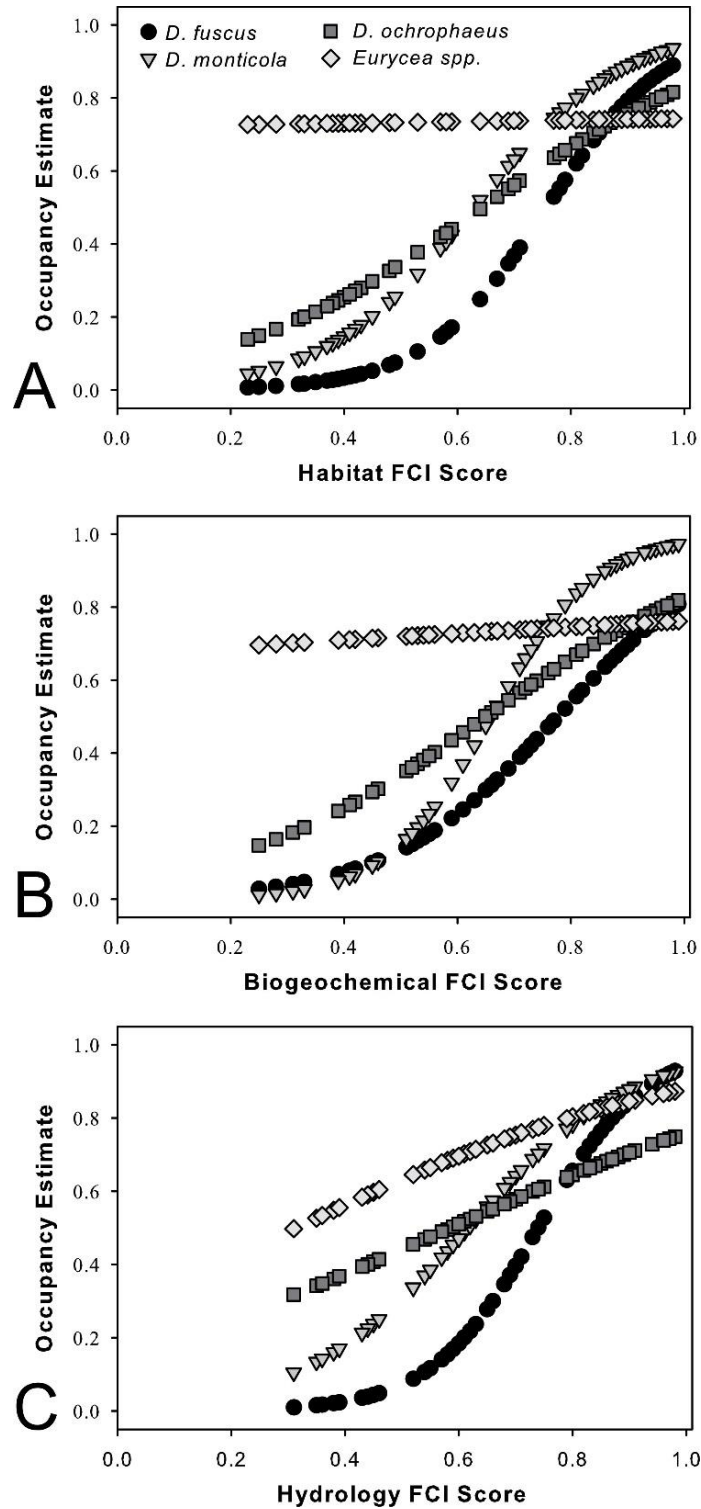 D. fuscus
D. ochrophaeus
D. monticola
Eurycea spp.
1.0
0.8
0.6
0.4
0.2
0.0
Occupancy Estimate
A
0.0 0.2 0.4 0.6 0.8 1.0
Habitat FCI Score
1.0
0.8
0.6
0.4
0.2
0.0
Occupancy Estimate
B
0.0 0.2 0.4 0.6 0.8 1.0
Biogeochemical FCI Score
1.0
0.8
0.6
0.4
0.2
0.0
Occupancy Estimate
C
0.0 0.2 0.4 0.6 0.8 1.0
Hydrology FCI Score